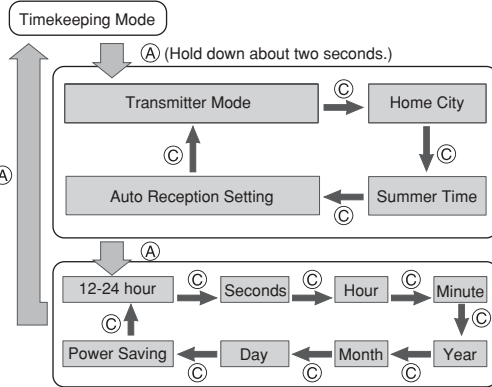 Timekeeping Mode
Ⓐ (Hold down about two seconds.)
Transmitter Mode
Ⓒ
Home City
Ⓒ
Ⓒ
Auto Reception Setting
Ⓒ
Summer Time
Ⓐ
Ⓐ
12-24 hour
Ⓒ
Seconds
Ⓒ
Hour
Ⓒ
Minute
Ⓒ
Ⓒ
Power Saving
Ⓒ
Day
Ⓒ
Month
Ⓒ
Year